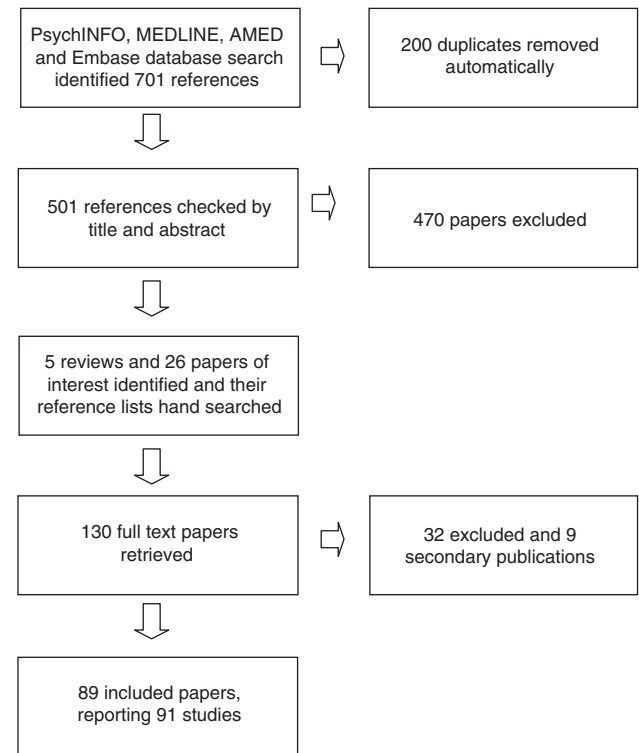 PsychINFO, MEDLINE, AMED
and Embase database search
identified 701 references
200 duplicates removed
automatically
501 references checked by
title and abstract
470 papers excluded
5 reviews and 26 papers of
interest identified and their
reference lists hand searched
130 full text papers
retrieved
32 excluded and 9
secondary publications
89 included papers,
reporting 91 studies